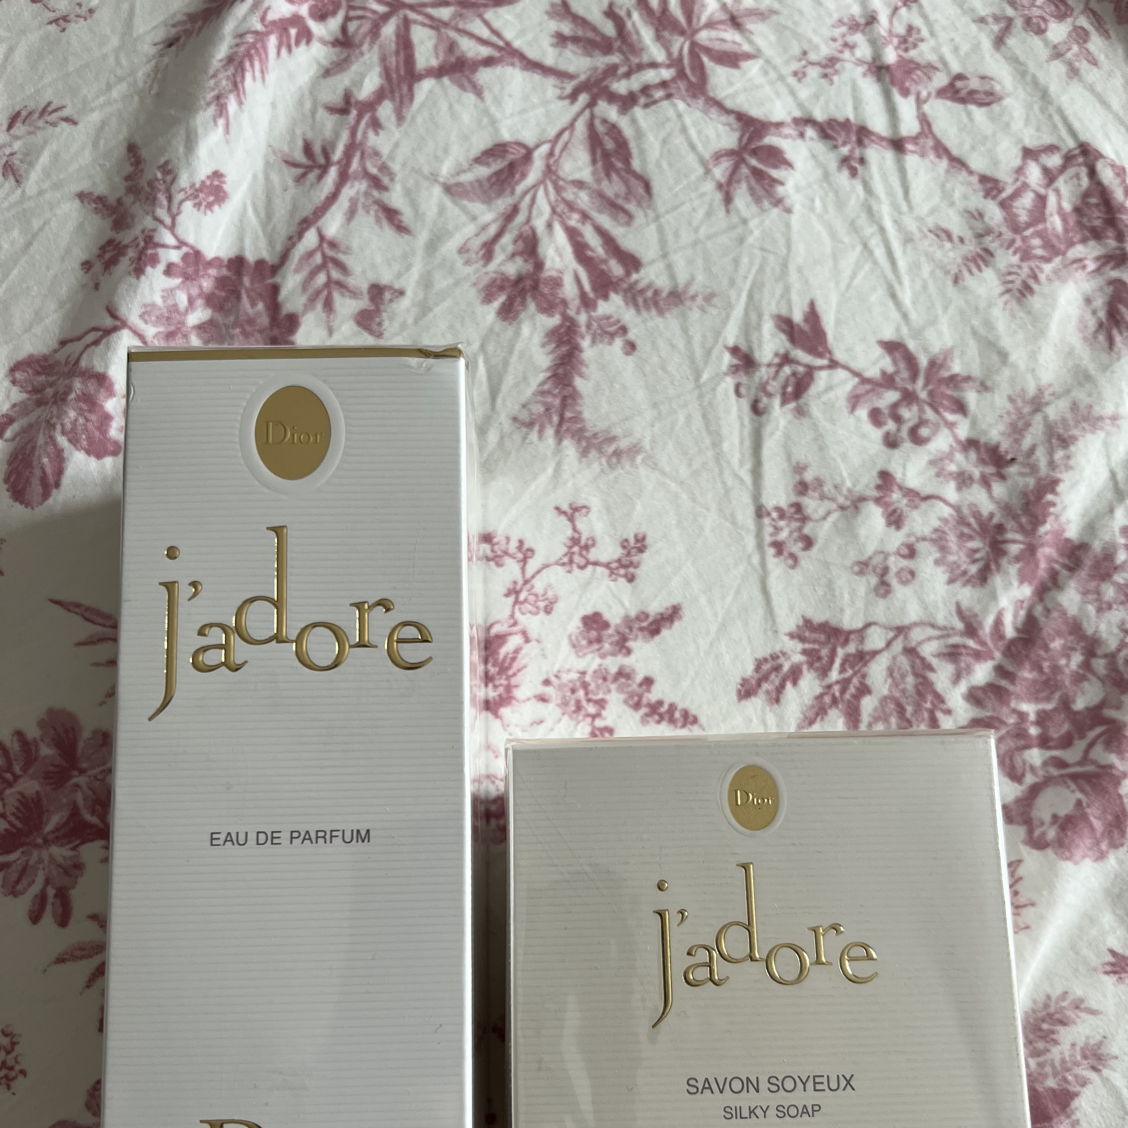 Dior
j'adore
EAU DE PARFUM
Dior
j'adore
SAVON SOYEUX
SILKY SOAP